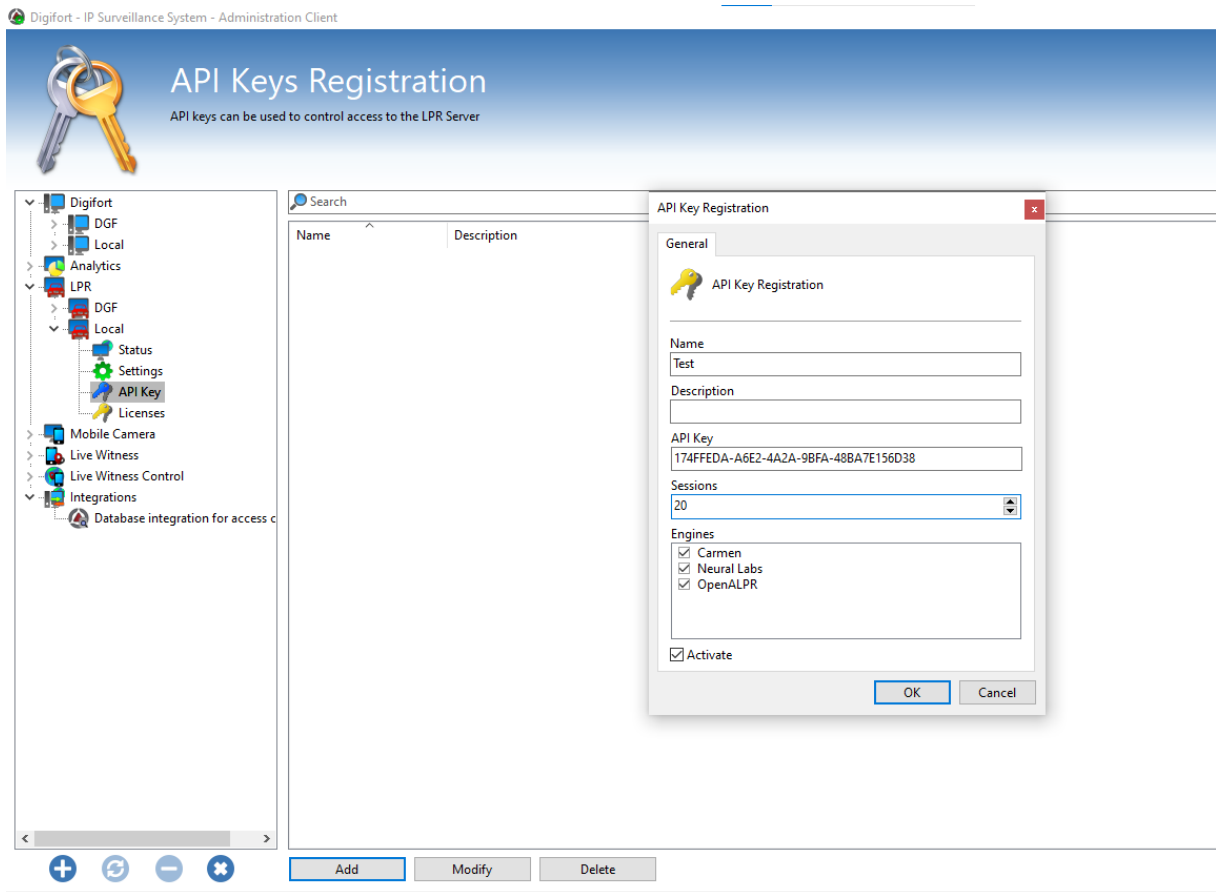 Digifort - IP Surveillance System - Administration Client
API Keys Registration
API keys can be used to control access to the LPR Server
Digifort
DGF
Local
Analytics
LPR
DGF
Local
Status
Settings
API Key
Licenses
Mobile Camera
Live Witness
Live Witness Control
Integrations
Database integration for access c
Search
Name
Description
API Key Registration
x
General
API Key Registration
Name
Test
Description
API Key
174FFEDA-A6E2-4A2A-9BFA-48BA7E156D38
Sessions
20
Engines
Carmen
Neural Labs
OpenALPR
Activate
OK Cancel
Add Modify Delete